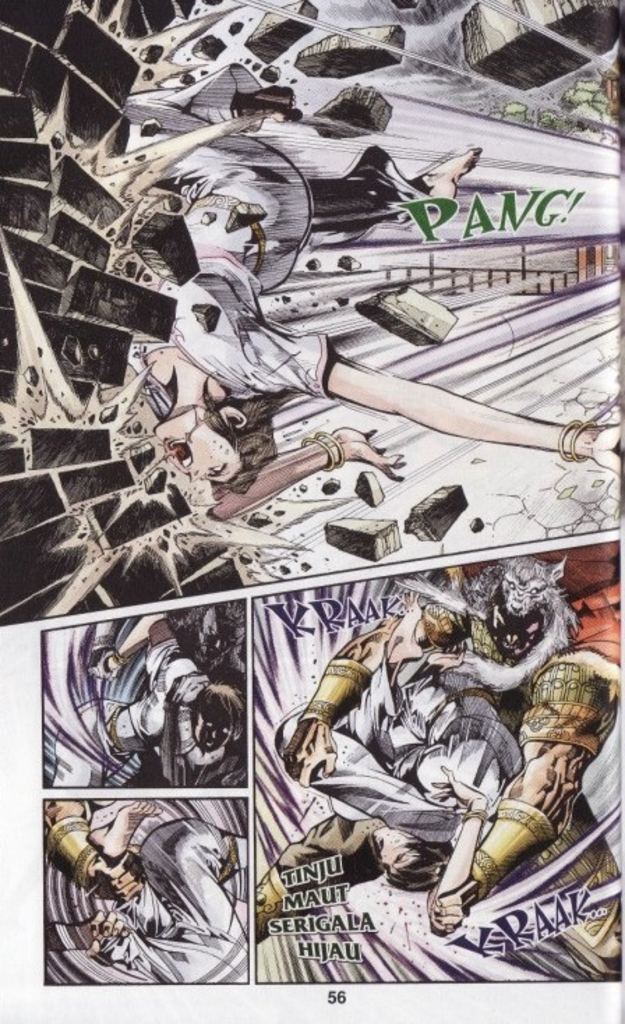 PANG!
KRAAK..
TINJU
MAUT
SERIGALA
HIJAU
KRAAK...
56